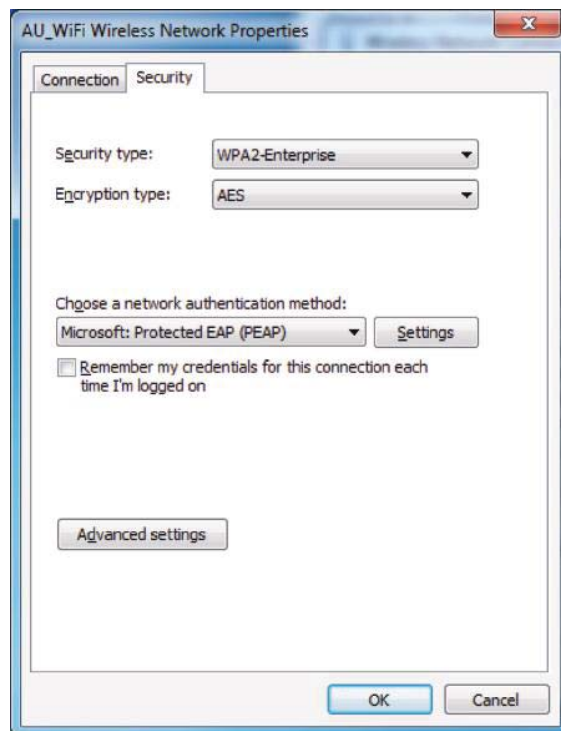 AU_WiFi Wireless Network Properties
Connection Security
Security type: WPA2-Enterprise
Encryption type: AES
Choose a network authentication method:
Microsoft: Protected EAP (PEAP) Settings
Remember my credentials for this connection each
time I'm logged on
Advanced settings
OK Cancel